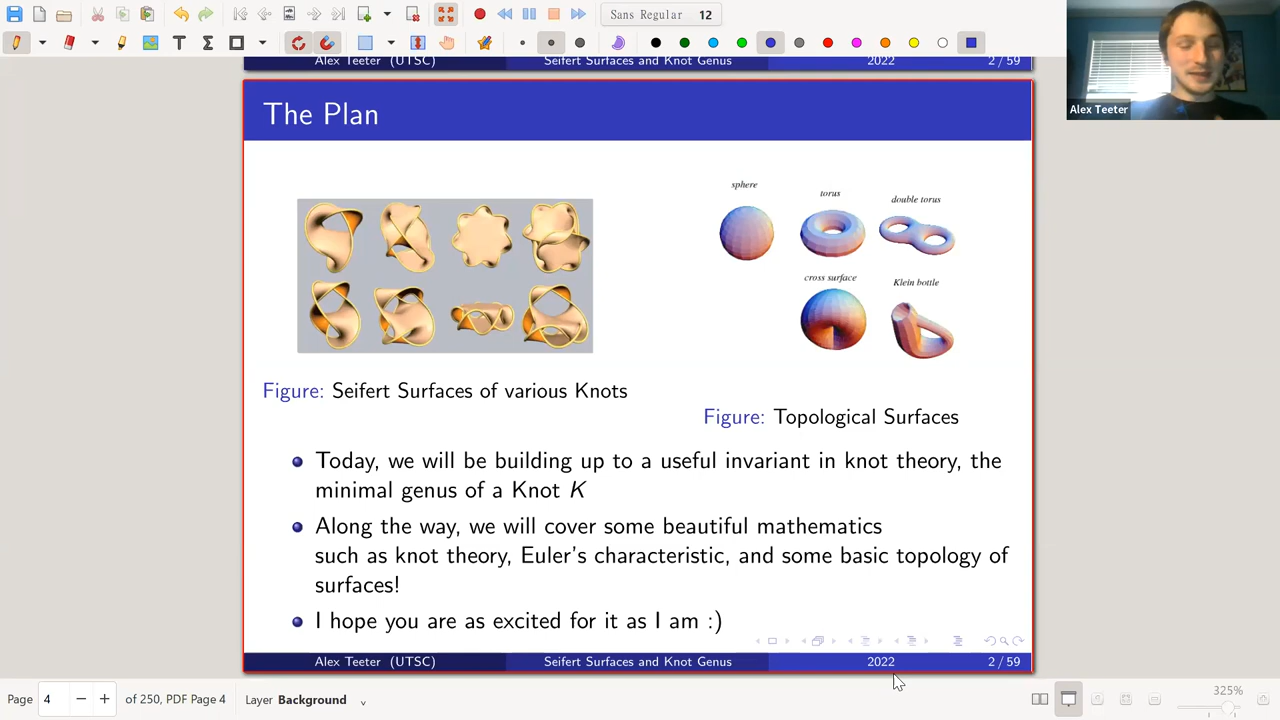 Sans Regular 12
Alex Teeter (UTSC) Seifert Surfaces and Knot Genus 2022 2 / 59
Alex Teeter
The Plan
sphere
torus
double torus
cross surface
Klein bottle
Figure: Seifert Surfaces of various Knots
Figure: Topological Surfaces
Today, we will be building up to a useful invariant in knot theory, the
minimal genus of a Knot K
Along the way, we will cover some beautiful mathematics
such as knot theory, Euler's characteristic, and some basic topology of
surfaces!
I hope you are as excited for it as I am :)
Alex Teeter (UTSC) Seifert Surfaces and Knot Genus 2022 2 / 59
Page 4 of 250, PDF Page 4 Layer Background 325%